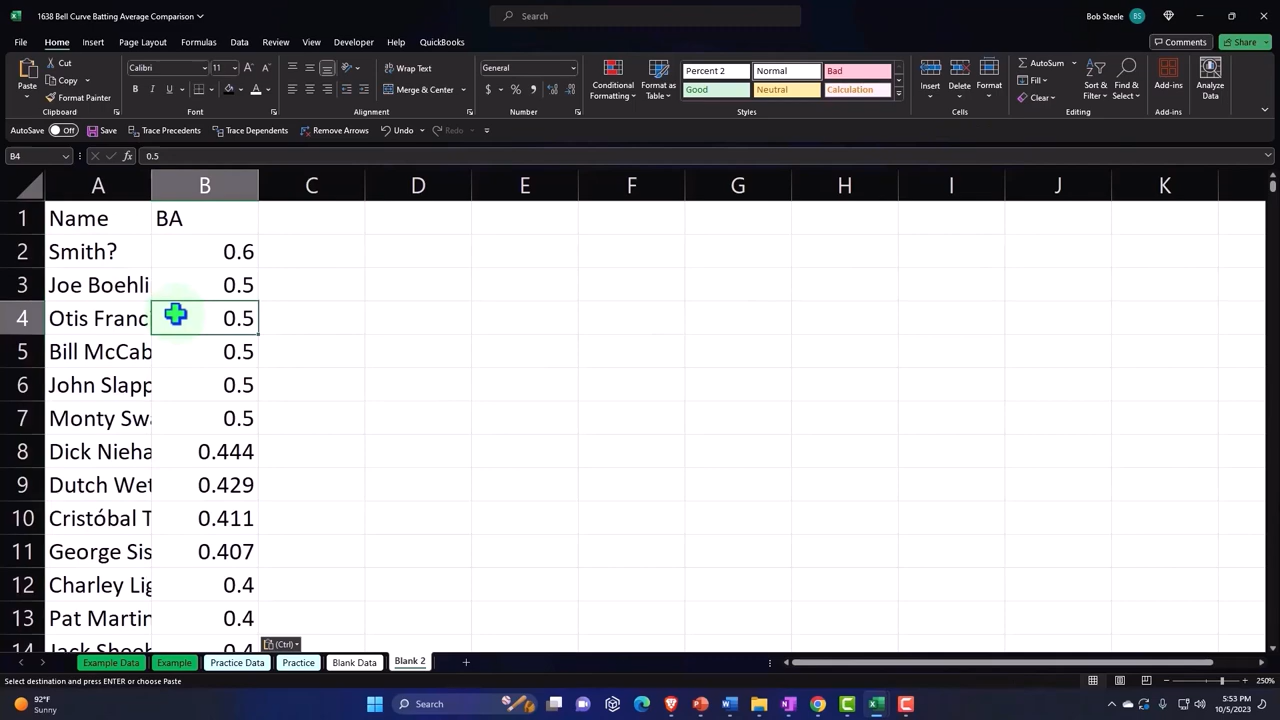 1638 Bell Curve Batting Average Comparison
Search
Bob Steele BS
File Home Insert Page Layout Formulas Data Review View Developer Help QuickBooks Comments Share
Paste Cut Copy Format Painter Clipboard
Calibri 11 B I U Font
Wrap Text Merge & Center Alignment
General $ % Number
Conditional Formatting Format as Table
Percent 2 Normal Bad
Good Neutral Calculation
Styles
Insert Delete Format Cells
AutoSum Fill Clear Sort & Filter Find & Select Editing
Add-ins Add-ins
Analyze Data
AutoSave Off Save Trace Precedents Trace Dependents Remove Arrows Undo Redo
B4 fx 0.5
A B C D E F G H I J K
1 Name BA
2 Smith? 0.6
3 Joe Boehli 0.5
4 Otis Franci 0.5
5 Bill McCab 0.5
6 John Slapp 0.5
7 Monty Swa 0.5
8 Dick Nieha 0.444
9 Dutch Wet 0.429
10 Cristóbal T 0.411
11 George Sis 0.407
12 Charley Lig 0.4
13 Pat Martin 0.4
14 Jack Sheeh 0.4
(Ctrl)
Example Data Example Practice Data Practice Blank Data Blank 2
Select destination and press ENTER or choose Paste 250%
92°F
Sunny
Search
5:53 PM
10/5/2023